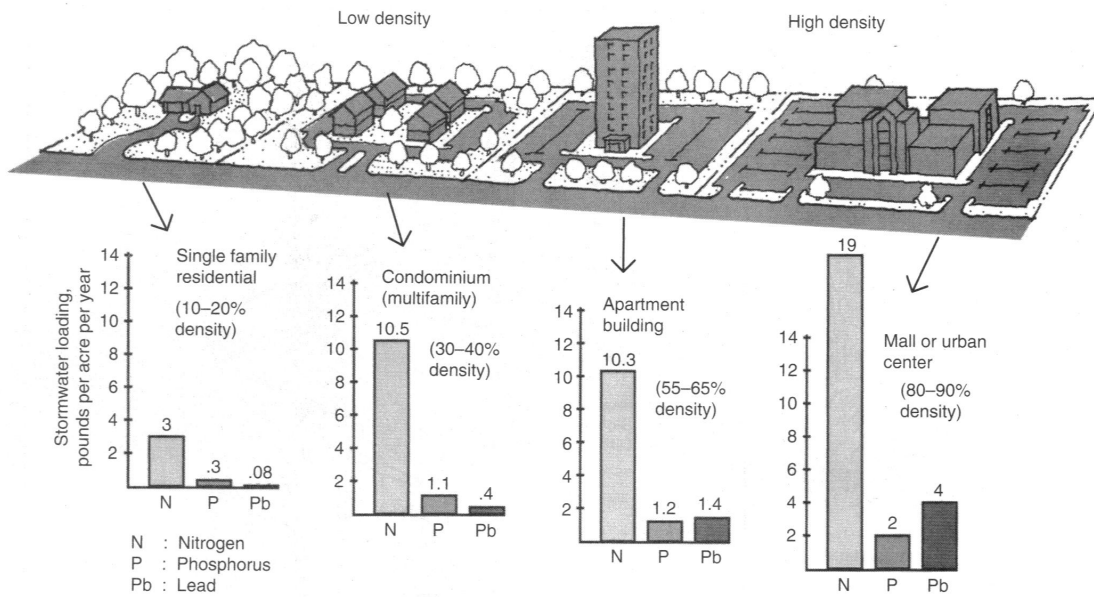 Low density
High density
Stormwater loading,
pounds per acre per year
14
12
10
8
6
4
2
Single family
residential
(10–20%
density)
3
.3
.08
N
P
Pb
14
12
10
8
6
4
2
Condominium
(multifamily)
(30–40%
density)
10.5
1.1
.4
N
P
Pb
14
12
10
8
6
4
2
Apartment
building
(55–65%
density)
10.3
1.2
1.4
N
P
Pb
14
12
10
8
6
4
2
Mall or urban
center
(80–90%
density)
19
2
4
N
P
Pb
N : Nitrogen
P : Phosphorus
Pb : Lead